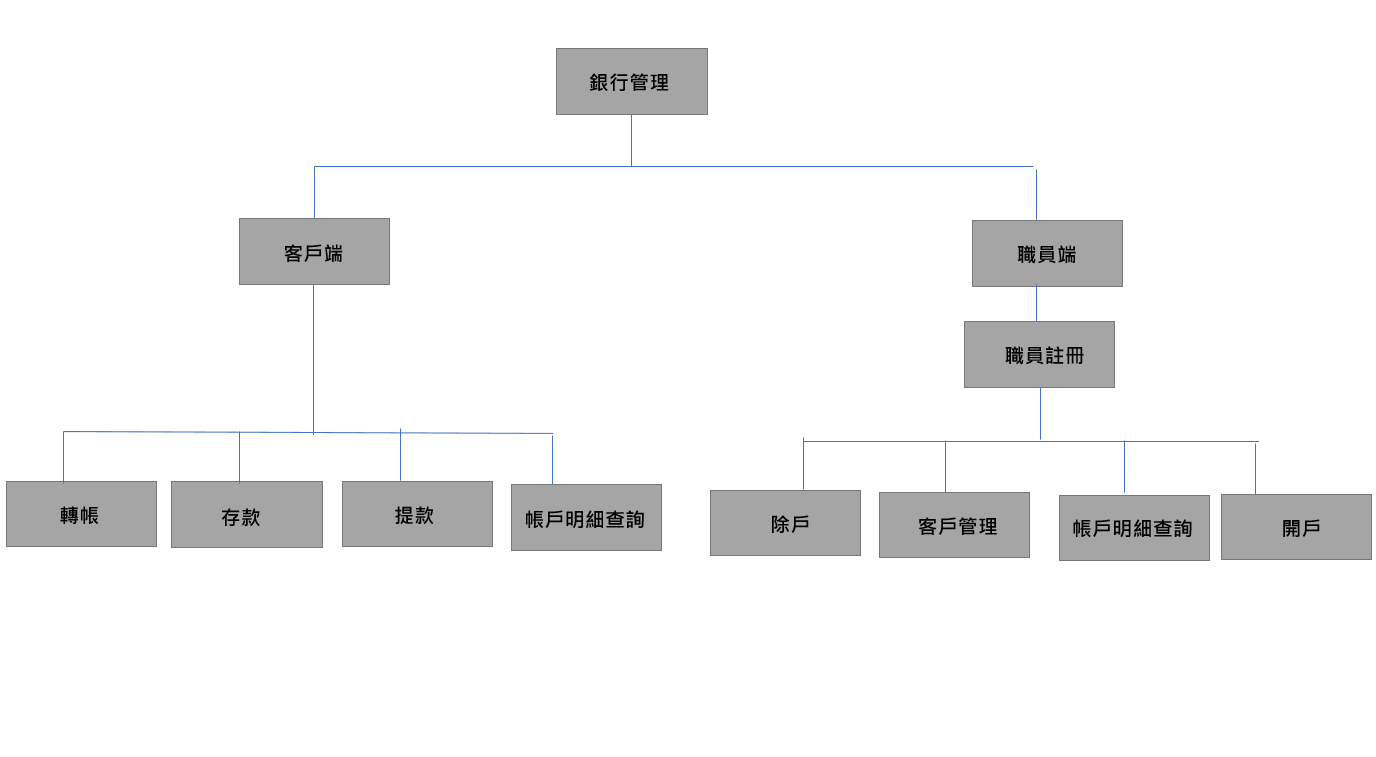 銀行管理
客戶端
職員端
職員註冊
轉帳
存款
提款
帳戶明細查詢
除戶
客戶管理
帳戶明細查詢
開戶